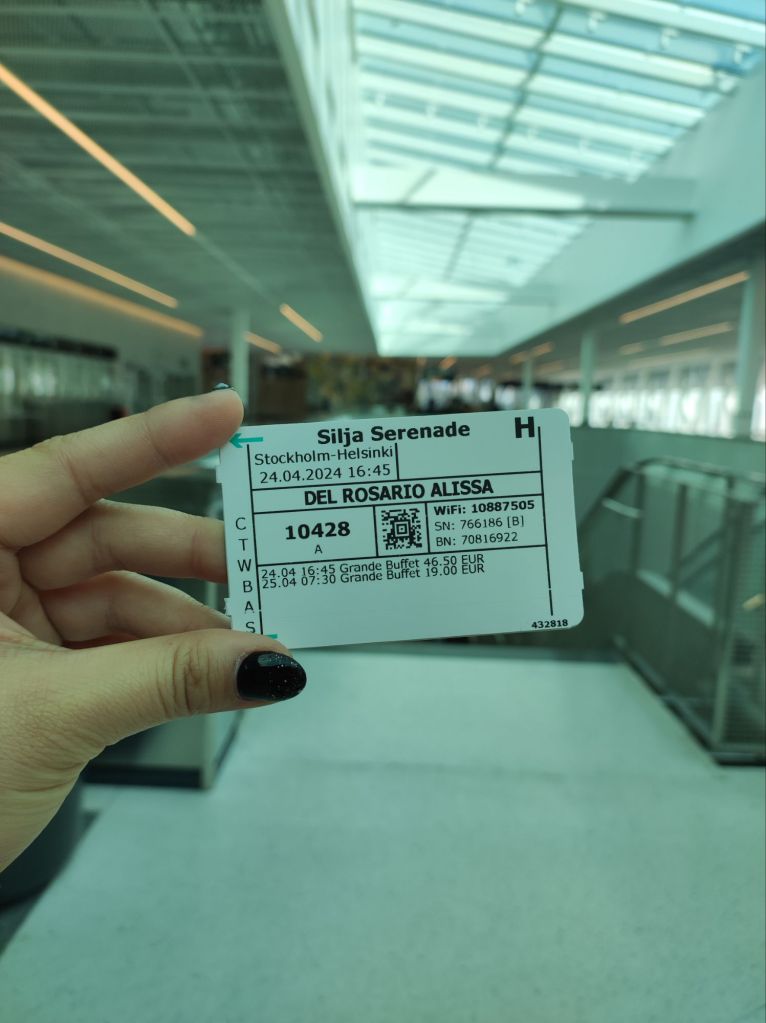 Silja Serenade
H
Stockholm-Helsinki
24.04.2024 16:45
DEL ROSARIO ALISSA
10428
A
WiFi: 10887505
SN: 766186 [B]
BN: 70816922
24.04 16:45 Grande Buffet 46.50 EUR
25.04 07:30 Grande Buffet 19.00 EUR
C
T
W
B
A
S
432818